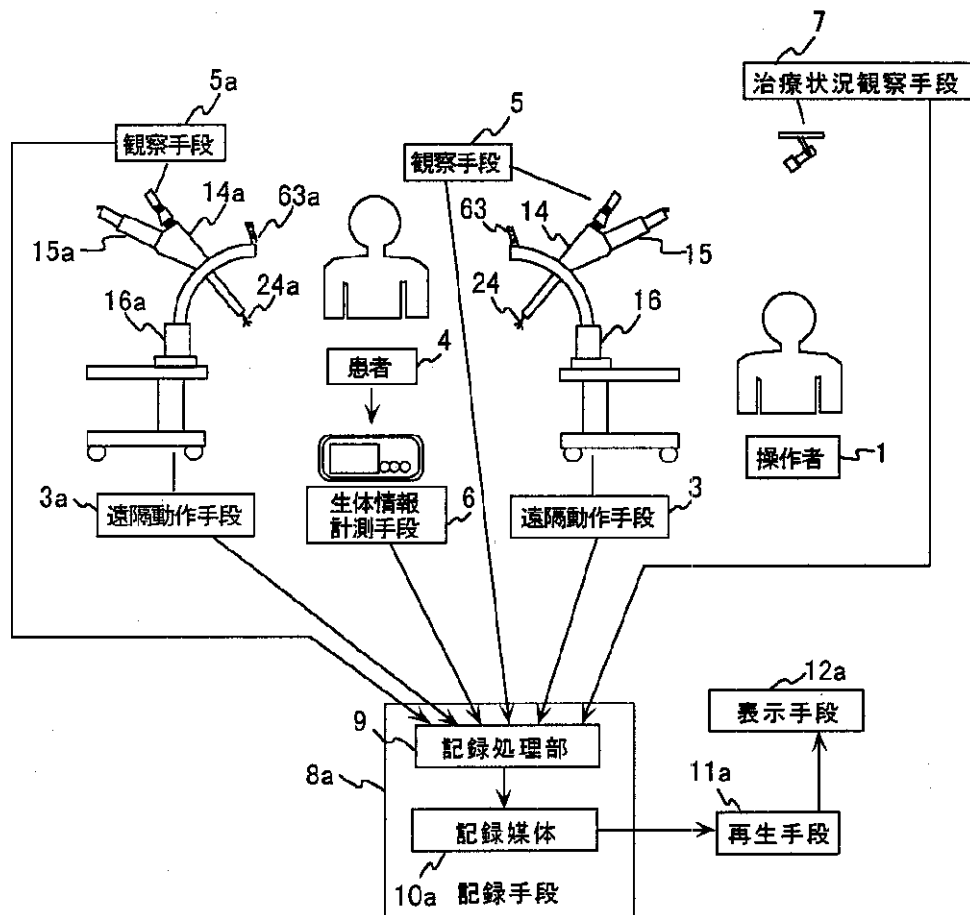 7
治療状況観察手段
5a
観察手段
5
観察手段
14a
63a
15a
24a
16a
63
14
15
24
16
4
患者
操作者
1
3a
遠隔動作手段
生体情報
計測手段
6
3
遠隔動作手段
12a
表示手段
9
記録処理部
8a
11a
記録媒体
再生手段
10a
記録手段